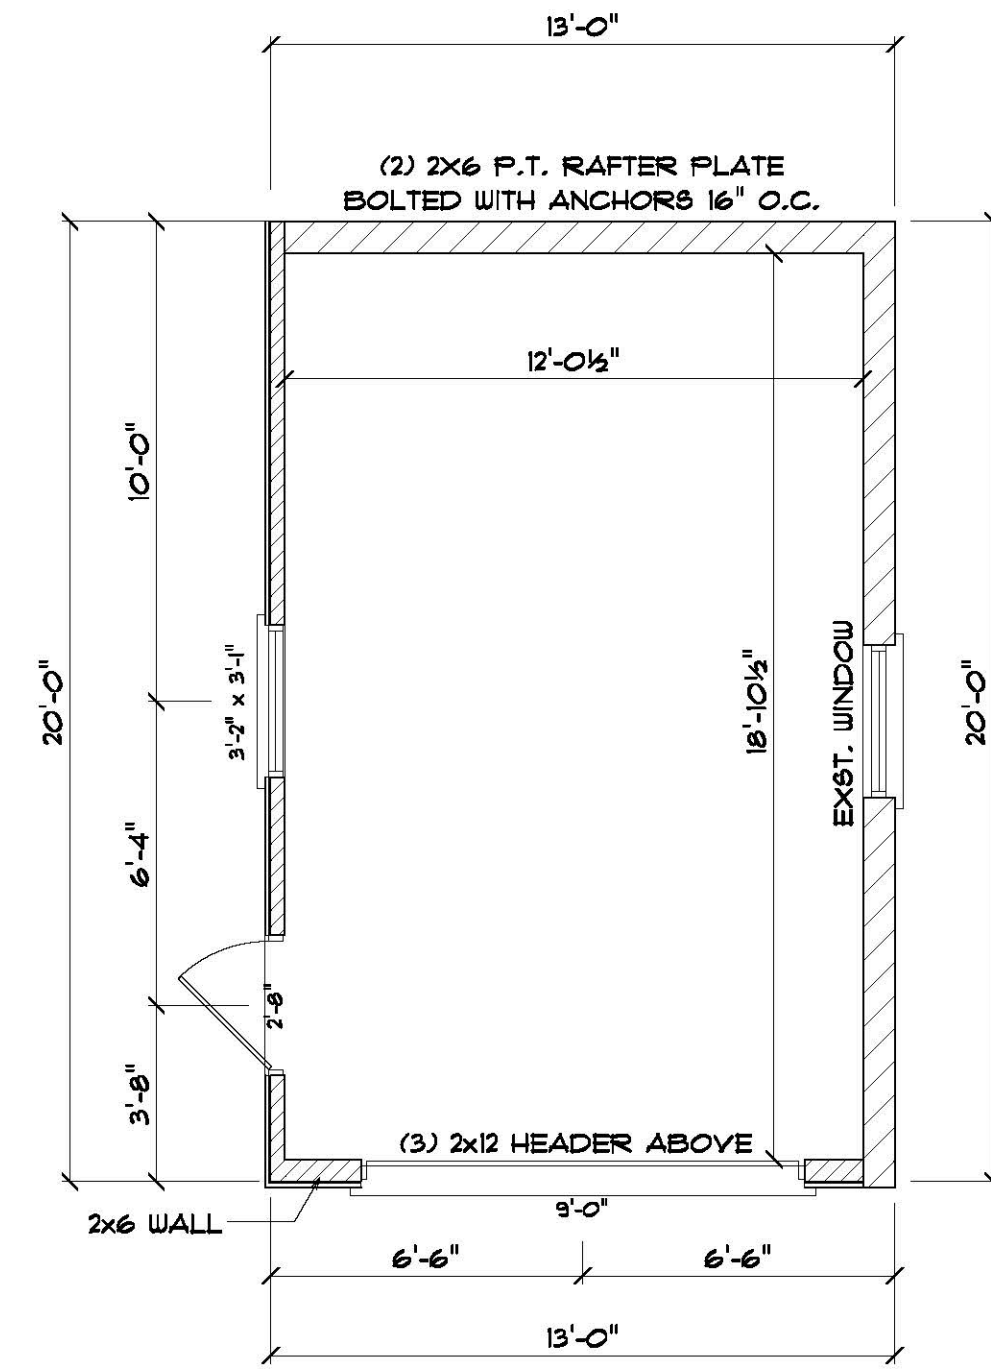 13'-0"
(2) 2X6 P.T. RAFTER PLATE
BOLTED WITH ANCHORS 16" O.C.
12'-0½"
10'-0"
20'-0"
3'-2" x 3'-1"
18'-10½"
EXST. WINDOW
20'-0"
6'-4"
2'-8"
3'-8"
(3) 2x12 HEADER ABOVE
2x6 WALL
9'-0"
6'-6"
6'-6"
13'-0"